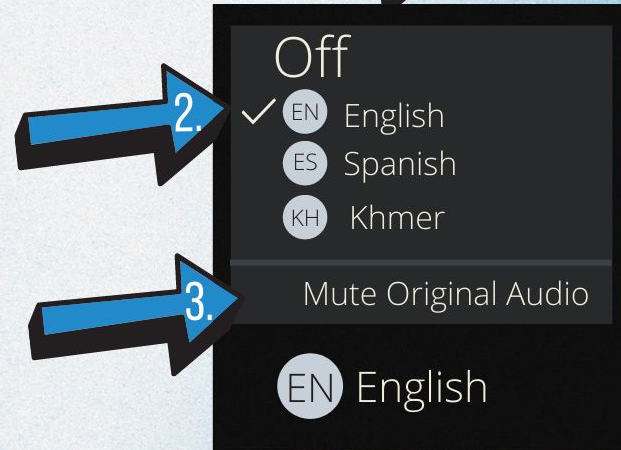 Off
2.
EN English
ES Spanish
KH Khmer
3.
Mute Original Audio
EN English